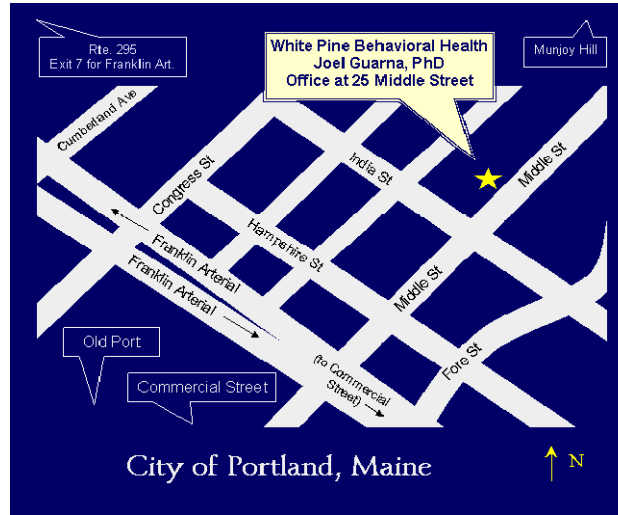 Rte. 295
Exit 7 for Franklin Art.
White Pine Behavioral Health
Joel Guarna, PhD
Office at 25 Middle Street
Munjoy Hill
Cumberland Ave
Congress St
India St
Middle St
Hampshire St
Franklin Arterial
Franklin Arterial
Middle St
Fore St
(to Commercial
Street)
Old Port
Commercial Street
City of Portland, Maine
N